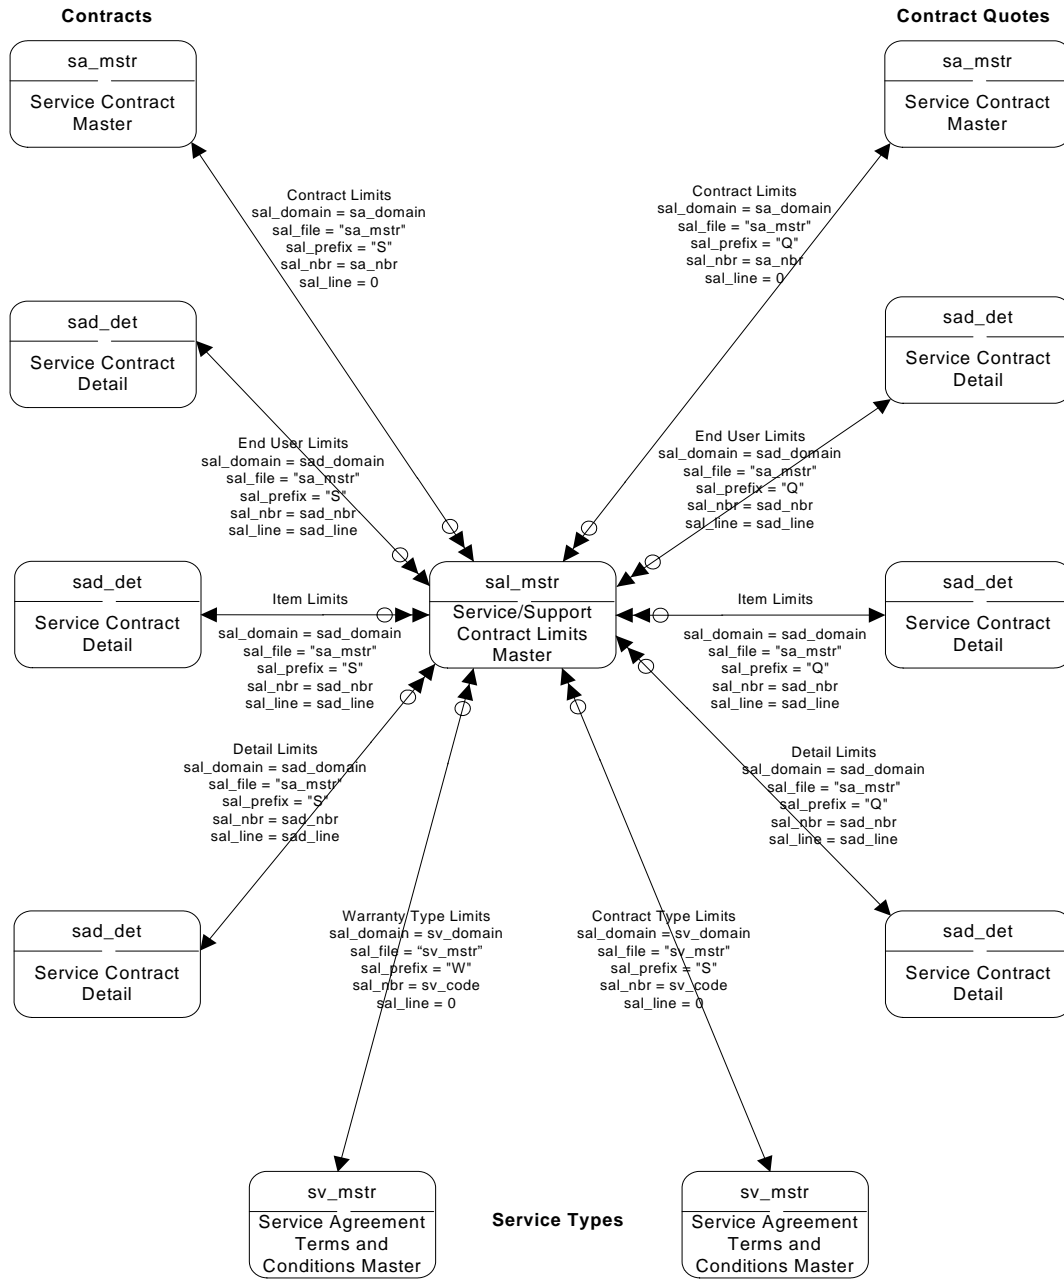 Contracts
Contract Quotes
sa_mstr
Service Contract
Master
sa_mstr
Service Contract
Master
Contract Limits
sal_domain = sa_domain
sal_file = "sa_mstr"
sal_prefix = "S"
sal_nbr = sa_nbr
sal_line = 0
Contract Limits
sal_domain = sa_domain
sal_file = "sa_mstr"
sal_prefix = "Q"
sal_nbr = sa_nbr
sal_line = 0
sad_det
Service Contract
Detail
sad_det
Service Contract
Detail
End User Limits
sal_domain = sad_domain
sal_file = "sa_mstr"
sal_prefix = "S"
sal_nbr = sad_nbr
sal_line = sad_line
End User Limits
sal_domain = sad_domain
sal_file = "sa_mstr"
sal_prefix = "Q"
sal_nbr = sad_nbr
sal_line = sad_line
sad_det
Service Contract
Detail
Item Limits
sal_domain = sad_domain
sal_file = "sa_mstr"
sal_prefix = "S"
sal_nbr = sad_nbr
sal_line = sad_line
sal_mstr
Service/Support
Contract Limits
Master
Item Limits
sal_domain = sad_domain
sal_file = "sa_mstr"
sal_prefix = "Q"
sal_nbr = sad_nbr
sal_line = sad_line
sad_det
Service Contract
Detail
Detail Limits
sal_domain = sad_domain
sal_file = "sa_mstr"
sal_prefix = "S"
sal_nbr = sad_nbr
sal_line = sad_line
Detail Limits
sal_domain = sad_domain
sal_file = "sa_mstr"
sal_prefix = "Q"
sal_nbr = sad_nbr
sal_line = sad_line
sad_det
Service Contract
Detail
Warranty Type Limits
sal_domain = sv_domain
sal_file = “sv_mstr”
sal_prefix = "W"
sal_nbr = sv_code
sal_line = 0
Contract Type Limits
sal_domain = sv_domain
sal_file = "sv_mstr"
sal_prefix = "S"
sal_nbr = sv_code
sal_line = 0
sad_det
Service Contract
Detail
sv_mstr
Service Agreement
Terms and
Conditions Master
Service Types
sv_mstr
Service Agreement
Terms and
Conditions Master